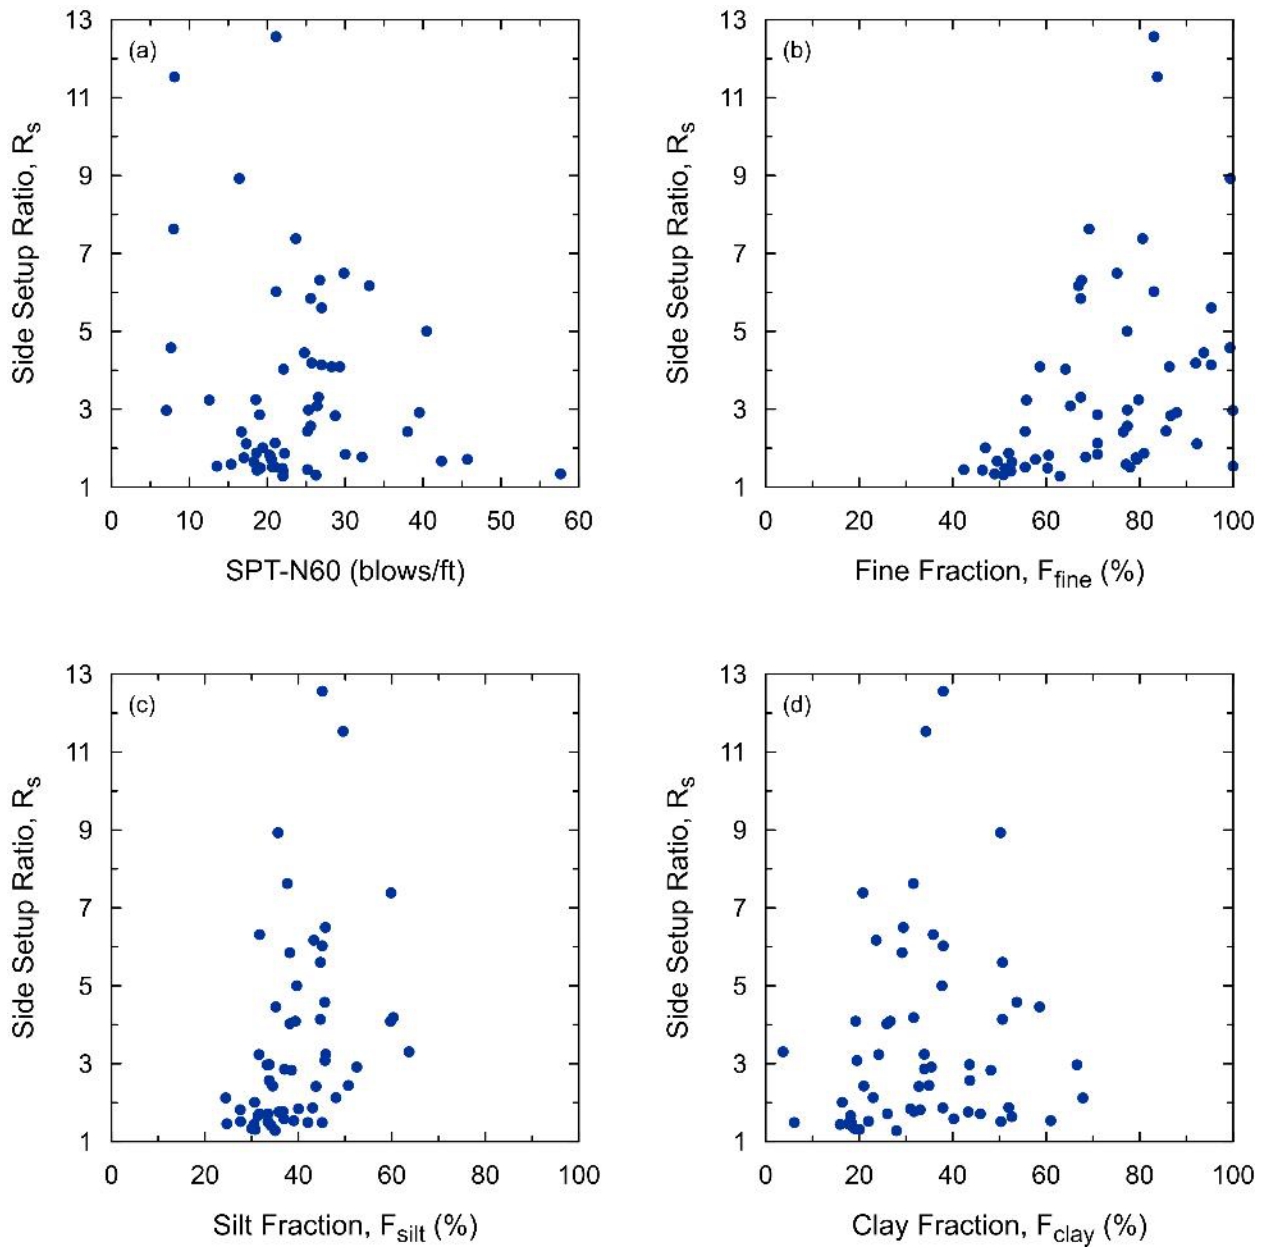 (a)
13
11
9
7
5
3
1
Side Setup Ratio, Rs
0 10 20 30 40 50 60
SPT-N60 (blows/ft)
(b)
13
11
9
7
5
3
1
Side Setup Ratio, Rs
0 20 40 60 80 100
Fine Fraction, Ffine (%)
(c)
13
11
9
7
5
3
1
Side Setup Ratio, Rs
0 20 40 60 80 100
Silt Fraction, Fsilt (%)
(d)
13
11
9
7
5
3
1
Side Setup Ratio, Rs
0 20 40 60 80 100
Clay Fraction, Fclay (%)